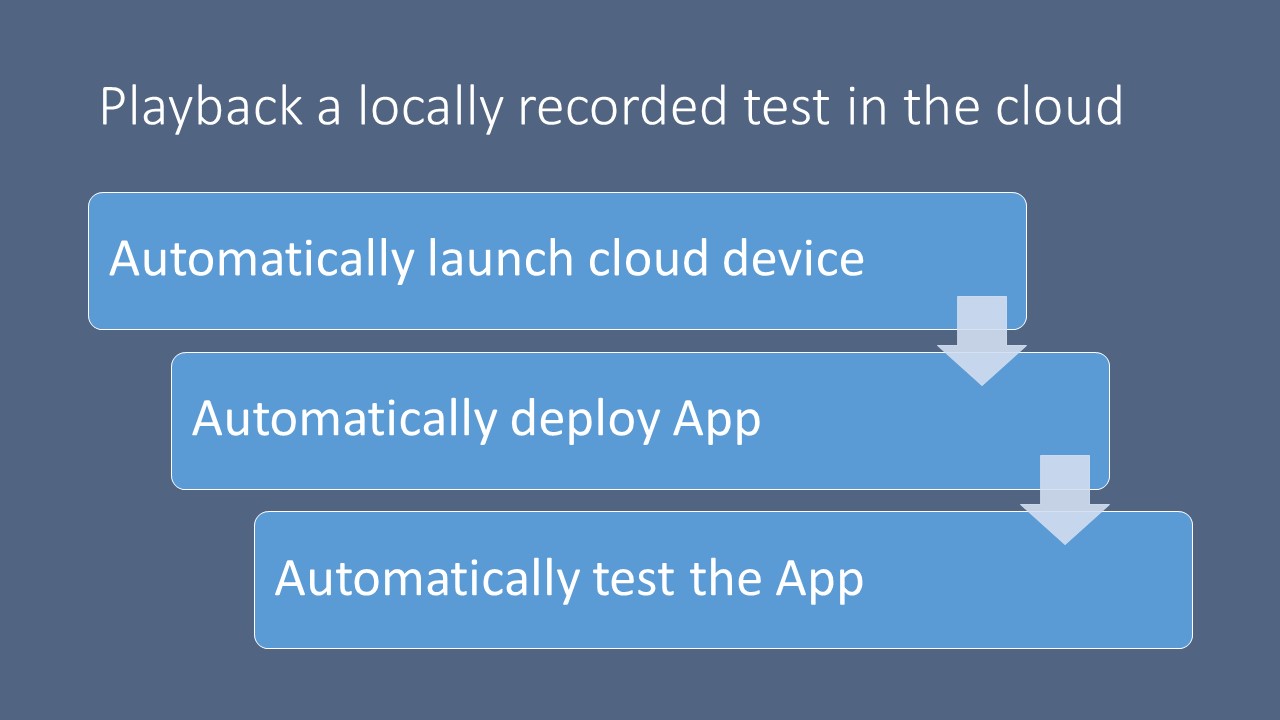 Playback a locally recorded test in the cloud
Automatically launch cloud device
Automatically deploy App
Automatically test the App